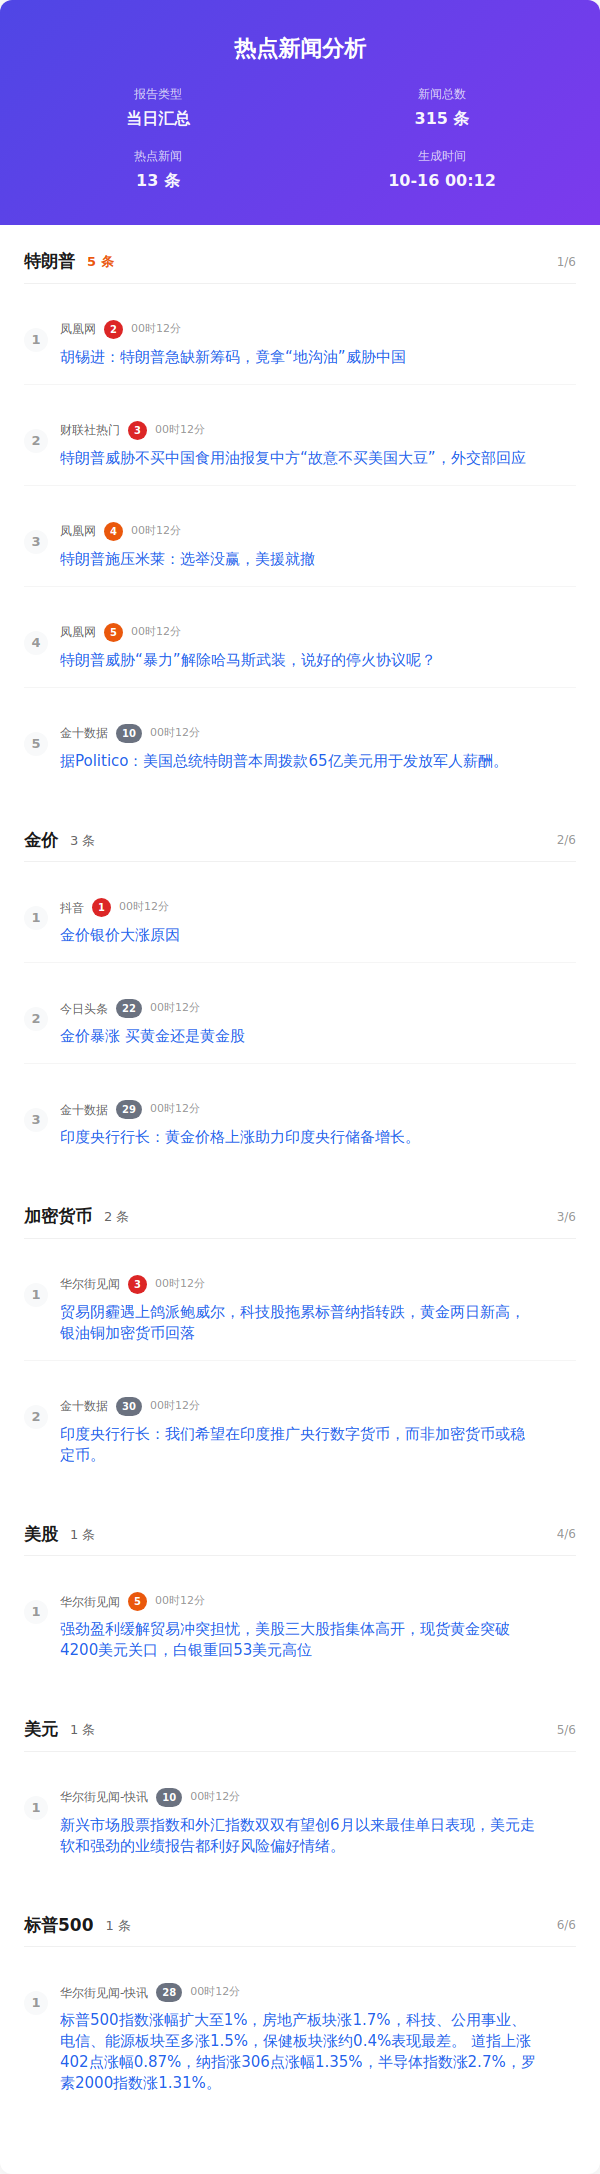 热点新闻分析
报告类型
当日汇总
新闻总数
315 条
热点新闻
13 条
生成时间
10-16 00:12
特朗普 5 条 1/6
1
凤凰网 2 00时12分
胡锡进：特朗普急缺新筹码，竟拿“地沟油”威胁中国
2
财联社热门 3 00时12分
特朗普威胁不买中国食用油报复中方“故意不买美国大豆”，外交部回应
3
凤凰网 4 00时12分
特朗普施压米莱：选举没赢，美援就撤
4
凤凰网 5 00时12分
特朗普威胁“暴力”解除哈马斯武装，说好的停火协议呢？
5
金十数据 10 00时12分
据Politico：美国总统特朗普本周拨款65亿美元用于发放军人薪酬。
金价 3 条 2/6
1
抖音 1 00时12分
金价银价大涨原因
2
今日头条 22 00时12分
金价暴涨 买黄金还是黄金股
3
金十数据 29 00时12分
印度央行行长：黄金价格上涨助力印度央行储备增长。
加密货币 2 条 3/6
1
华尔街见闻 3 00时12分
贸易阴霾遇上鸽派鲍威尔，科技股拖累标普纳指转跌，黄金两日新高，
银油铜加密货币回落
2
金十数据 30 00时12分
印度央行行长：我们希望在印度推广央行数字货币，而非加密货币或稳
定币。
美股 1 条 4/6
1
华尔街见闻 5 00时12分
强劲盈利缓解贸易冲突担忧，美股三大股指集体高开，现货黄金突破
4200美元关口，白银重回53美元高位
美元 1 条 5/6
1
华尔街见闻-快讯 10 00时12分
新兴市场股票指数和外汇指数双双有望创6月以来最佳单日表现，美元走
软和强劲的业绩报告都利好风险偏好情绪。
标普500 1 条 6/6
1
华尔街见闻-快讯 28 00时12分
标普500指数涨幅扩大至1%，房地产板块涨1.7%，科技、公用事业、
电信、能源板块至多涨1.5%，保健板块涨约0.4%表现最差。 道指上涨
402点涨幅0.87%，纳指涨306点涨幅1.35%，半导体指数涨2.7%，罗
素2000指数涨1.31%。